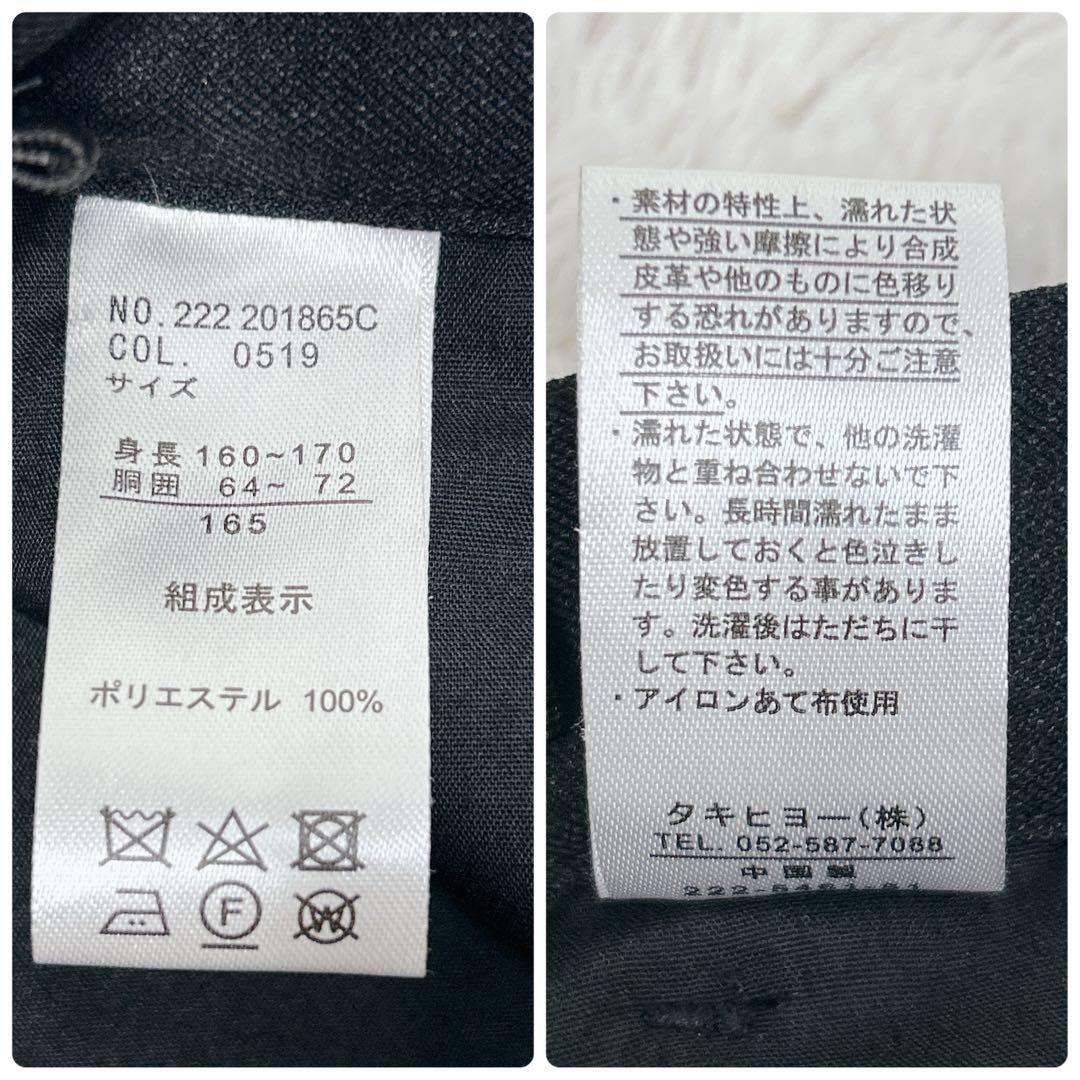 NO. 222 201865C
COL. 0519
サイズ
身長 160~170
胴囲 64~ 72
165
組成表示
ポリエステル 100%
F
W
・素材の特性上、濡れた状
態や強い摩擦により合成
皮革や他のものに色移り
する恐れがありますので、
お取扱いには十分ご注意
下さい。
・濡れた状態で、他の洗濯
物と重ね合わせないで下
さい。長時間濡れたまま
放置しておくと色泣きし
たり変色する事がありま
す。洗濯後はただちに干
して下さい。
・アイロンあて布使用
タキヒヨー(株)
TEL. 052-587-7088
中国製